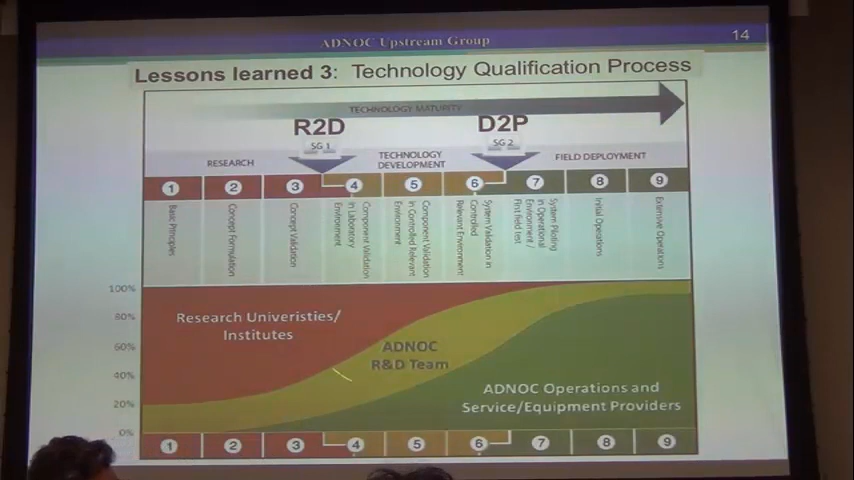 ADNOC Upstream Group
14
Lessons learned 3: Technology Qualification Process
TECHNOLOGY MATURITY
R2D
D2P
SG 1
SG 2
RESEARCH
TECHNOLOGY
DEVELOPMENT
FIELD DEPLOYMENT
1 2 3 4 5 6 7 8 9
Basic Principles
Concept Formulation
Concept Validation
Component Validation
In Laboratory
Environment
Component Validation
In Controlled Relevant
Environment
System Validation in
Controlled
Relevant Environment
System Piloting
in Operational
Environment /
First Field test
Initial Operations
Extensive Operations
100%
80%
60%
40%
20%
0%
Research Univeristies/
Institutes
ADNOC
R&D Team
ADNOC Operations and
Service/Equipment Providers
1 2 3 4 5 6 7 8 9